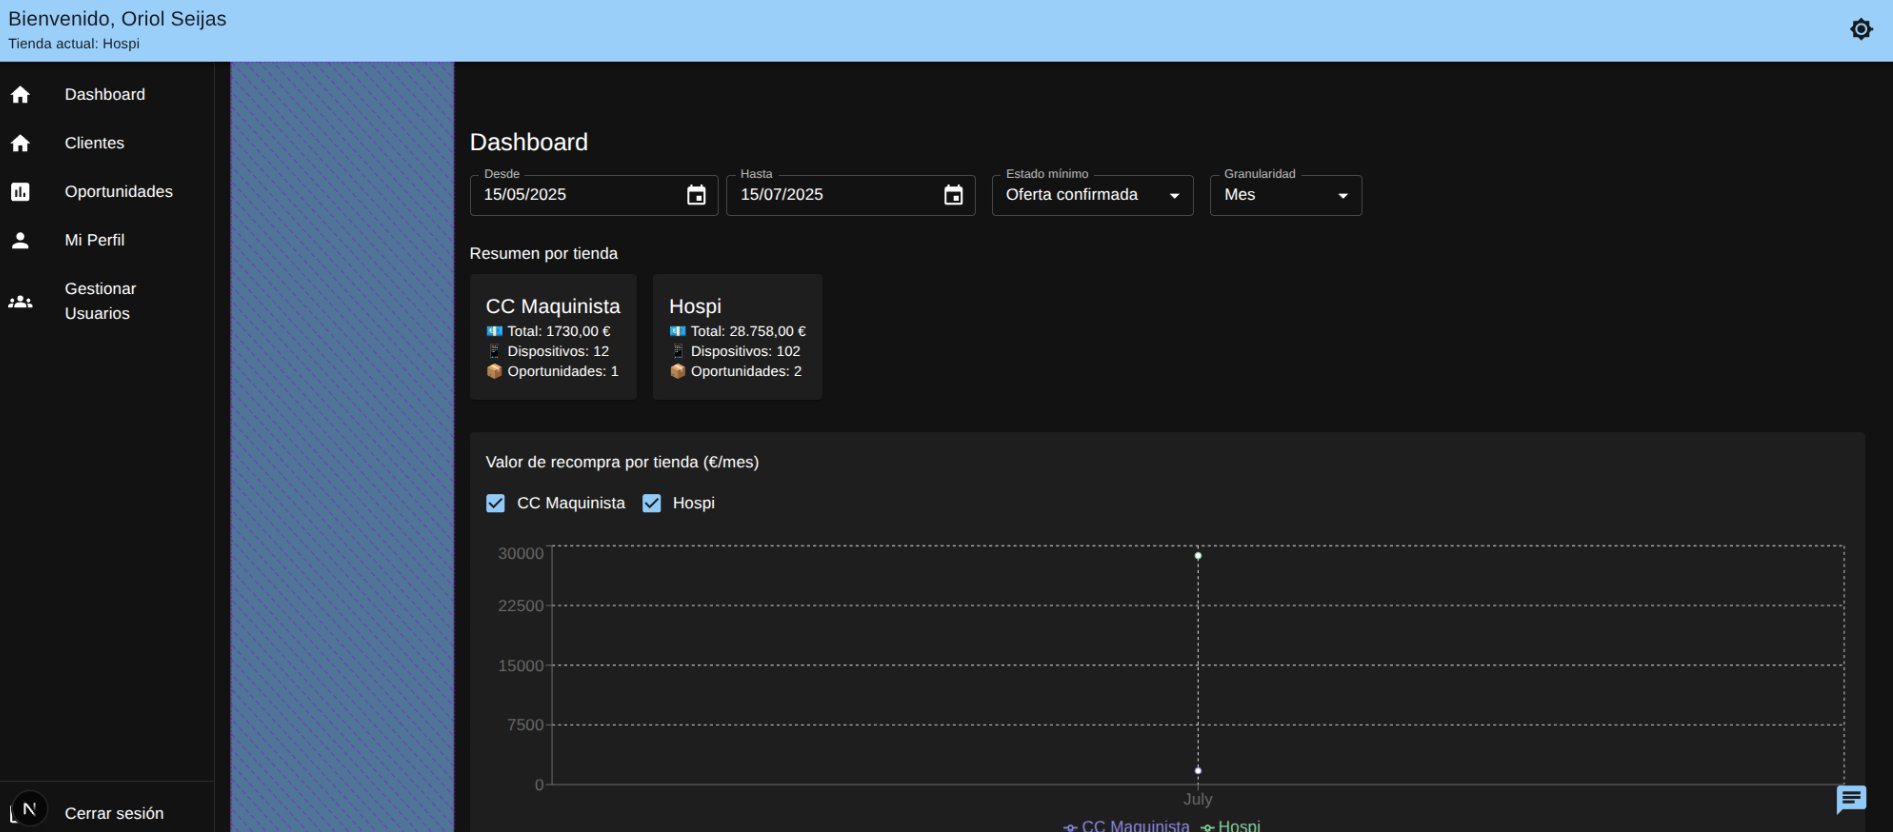 Bienvenido, Oriol Seijas
Tienda actual: Hospi
Dashboard
Clientes
Oportunidades
Mi Perfil
Gestionar
Usuarios
Cerrar sesión
N
Dashboard
Desde
15/05/2025
Hasta
15/07/2025
Estado mínimo
Oferta confirmada
Granularidad
Mes
Resumen por tienda
CC Maquinista
Total: 1730,00 €
Dispositivos: 12
Oportunidades: 1
Hospi
Total: 28.758,00 €
Dispositivos: 102
Oportunidades: 2
Valor de recompra por tienda (€/mes)
CC Maquinista
Hospi
30000
22500
15000
7500
0
July
CC Maquinista
Hospi